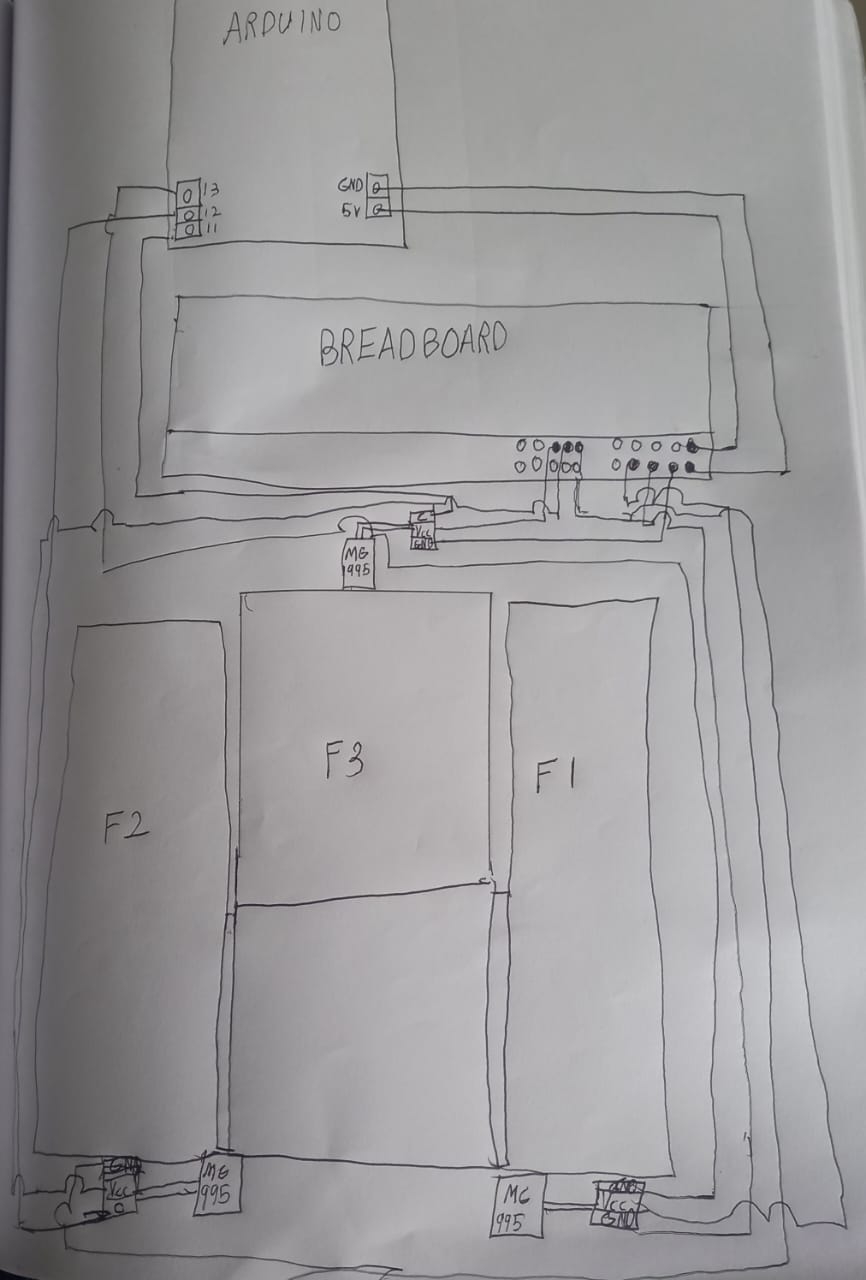 ARDUINO
13
GND
12
5V
11
BREADBOARD
C
Vcc
GND
MG
995
F3
F1
F2
GND
Vcc
MG
995
MG
995
Vcc
GND